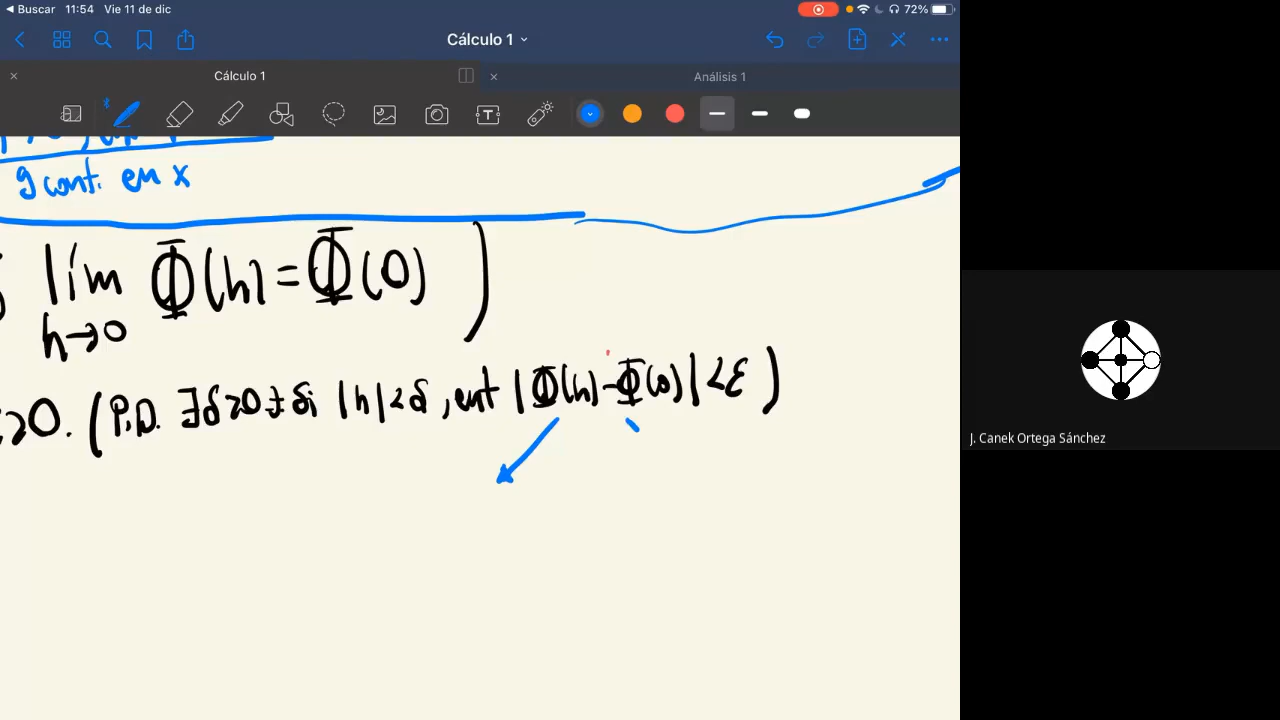 Buscar 11:54 Vie 11 de dic 72%
Cálculo 1
Cálculo 1 Análisis 1
g cont. en x
lím Φ(h) = Φ(0) )
h→0
>0. (P.D. ∃δ>0 ∋ si |h|<δ, ent |Φ(h)-Φ(0)|<ε)
J. Canek Ortega Sánchez